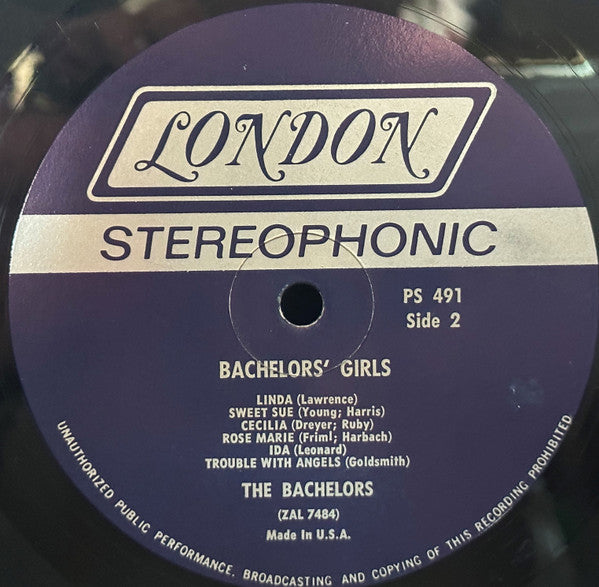 LONDON
STEREOPHONIC
PS 491
Side 2
BACHELORS' GIRLS
LINDA (Lawrence)
SWEET SUE (Young; Harris)
CECILIA (Dreyer; Ruby)
ROSE MARIE (Friml; Harbach)
IDA (Leonard)
TROUBLE WITH ANGELS (Goldsmith)
THE BACHELORS
(ZAL 7484)
Made In U.S.A.
UNAUTHORIZED PUBLIC PERFORMANCE, BROADCASTING AND COPYING OF THIS RECORDING PROHIBITED